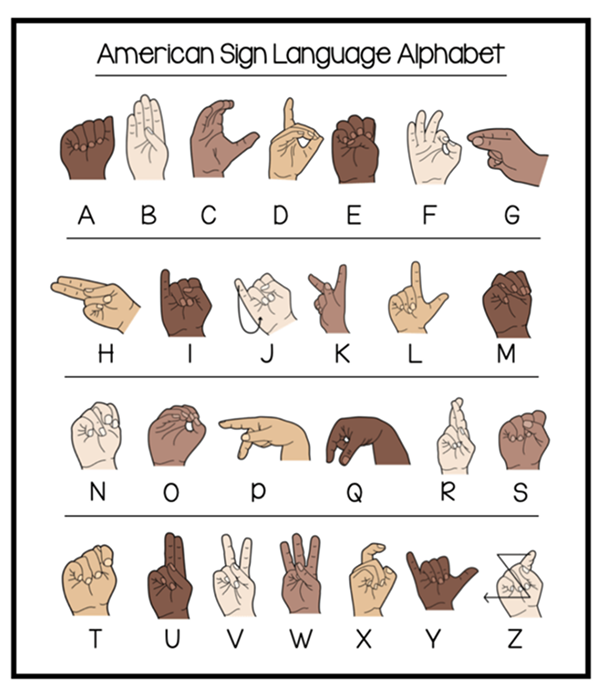 American Sign Language Alphabet
A B C D E F G
H I J K L M
N O P Q R S
T U V W X Y Z